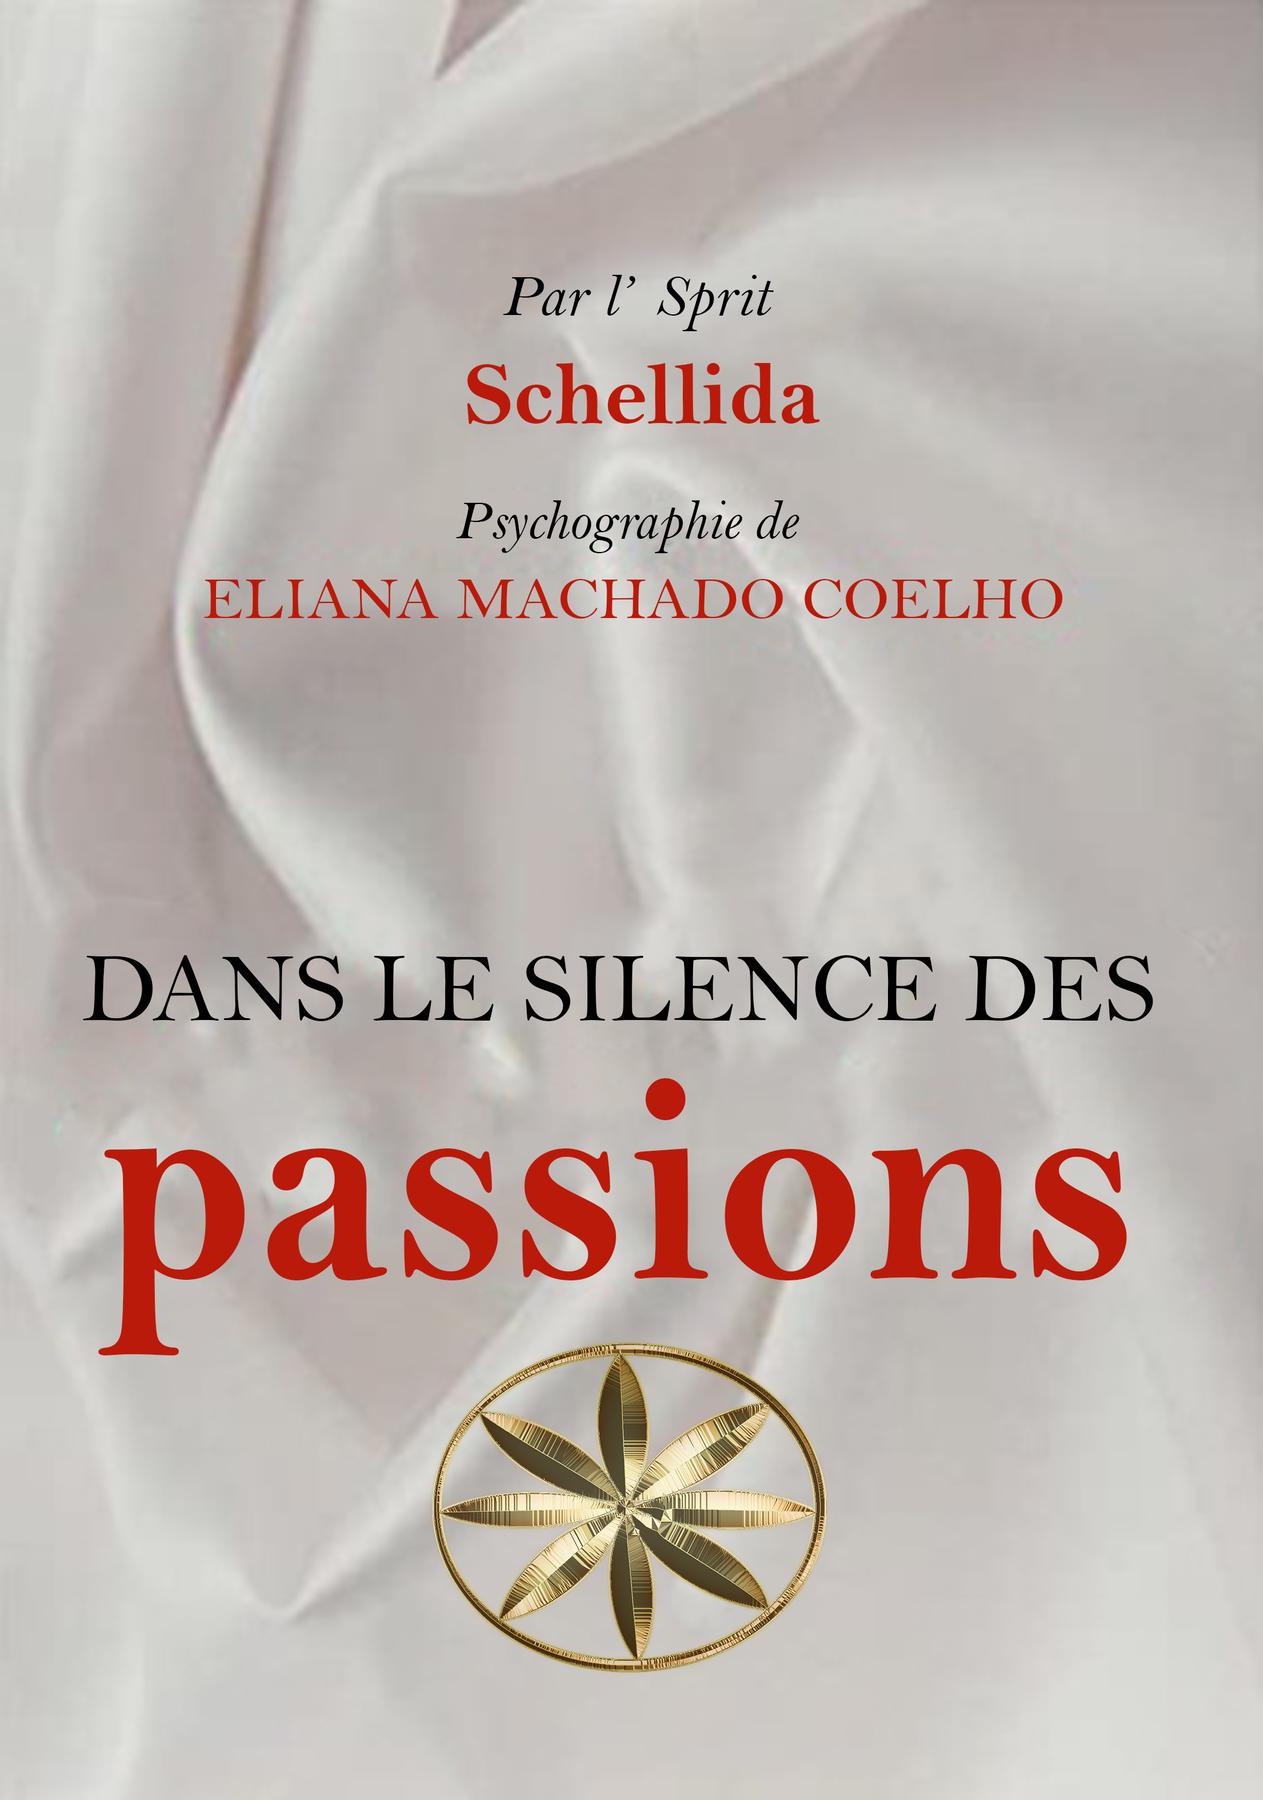 Par l’ Sprit
Schellida
Psychographie de
ELIANA MACHADO COELHO
DANS LE SILENCE DES
passions